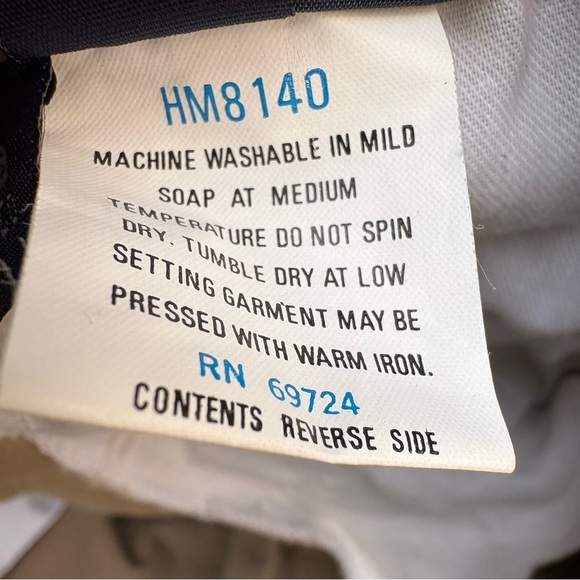 HM8140
MACHINE WASHABLE IN MILD
SOAP AT MEDIUM
TEMPERATURE DO NOT SPIN
DRY. TUMBLE DRY AT LOW
SETTING GARMENT MAY BE
PRESSED WITH WARM IRON.
RN 69724
CONTENTS REVERSE SIDE